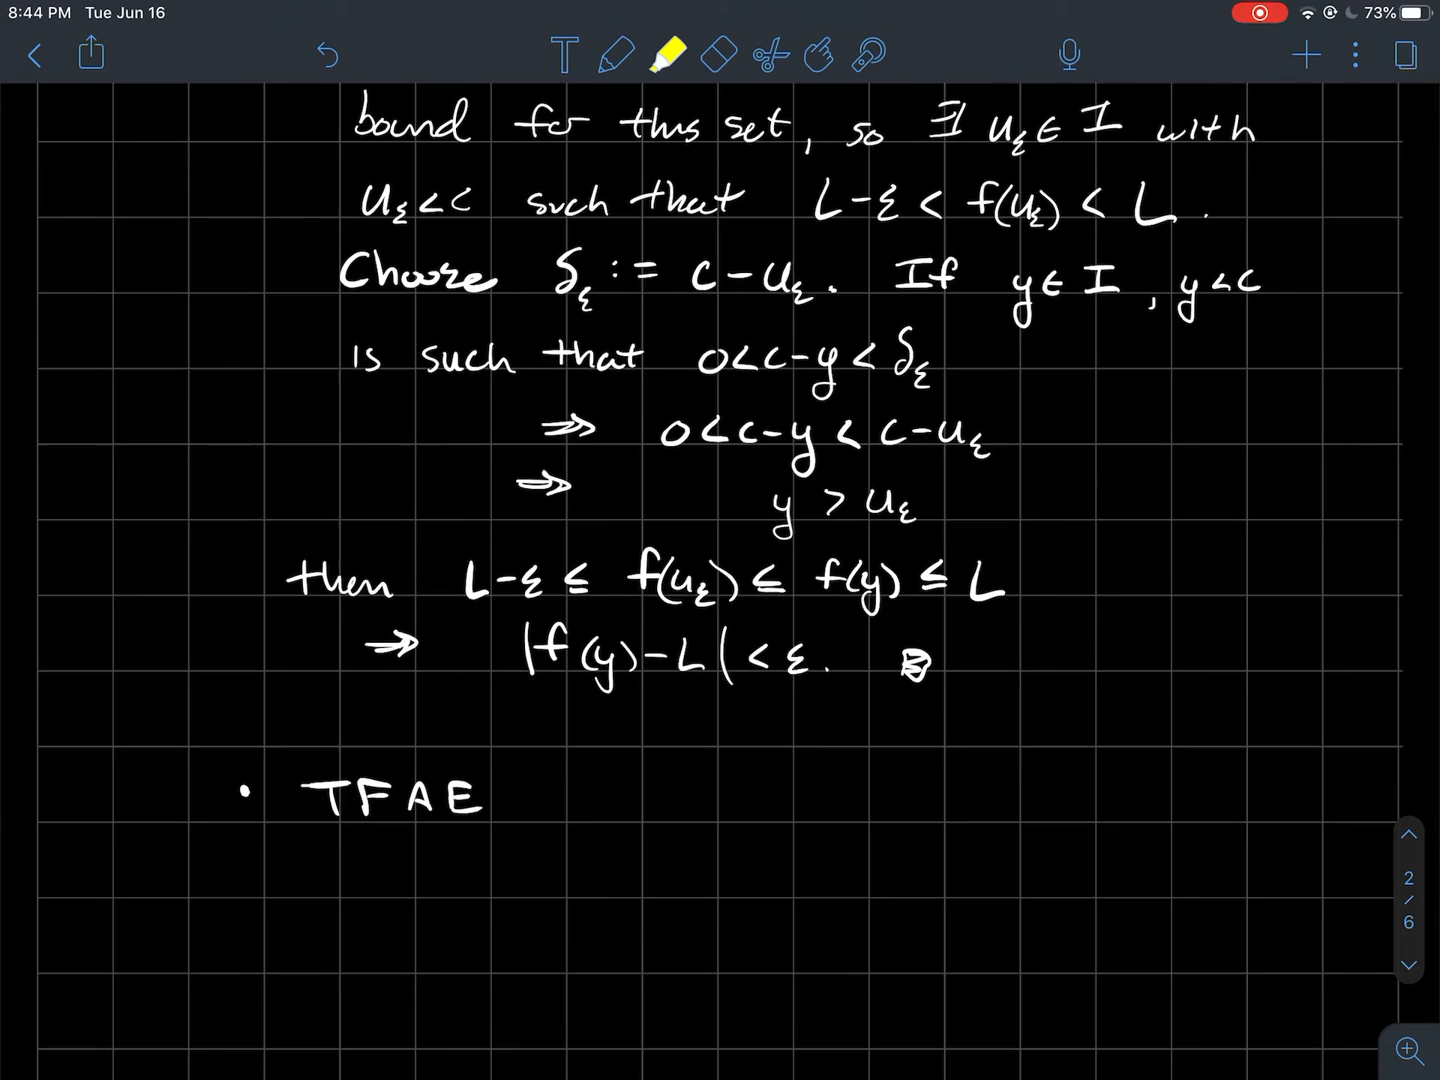 8:44 PM Tue Jun 16 73%
bound for this set, so ∃ u_ε ∈ I with
u_ε < c such that L-ε < f(u_ε) < L.
Choose δ_ε := c - u_ε. If y ∈ I, y < c
is such that 0 < c-y < δ_ε
⇒ 0 < c-y < c-u_ε
⇒ y > u_ε
then L-ε ≤ f(u_ε) ≤ f(y) ≤ L
⇒ |f(y)-L| < ε.
• TFAE
2
/
6